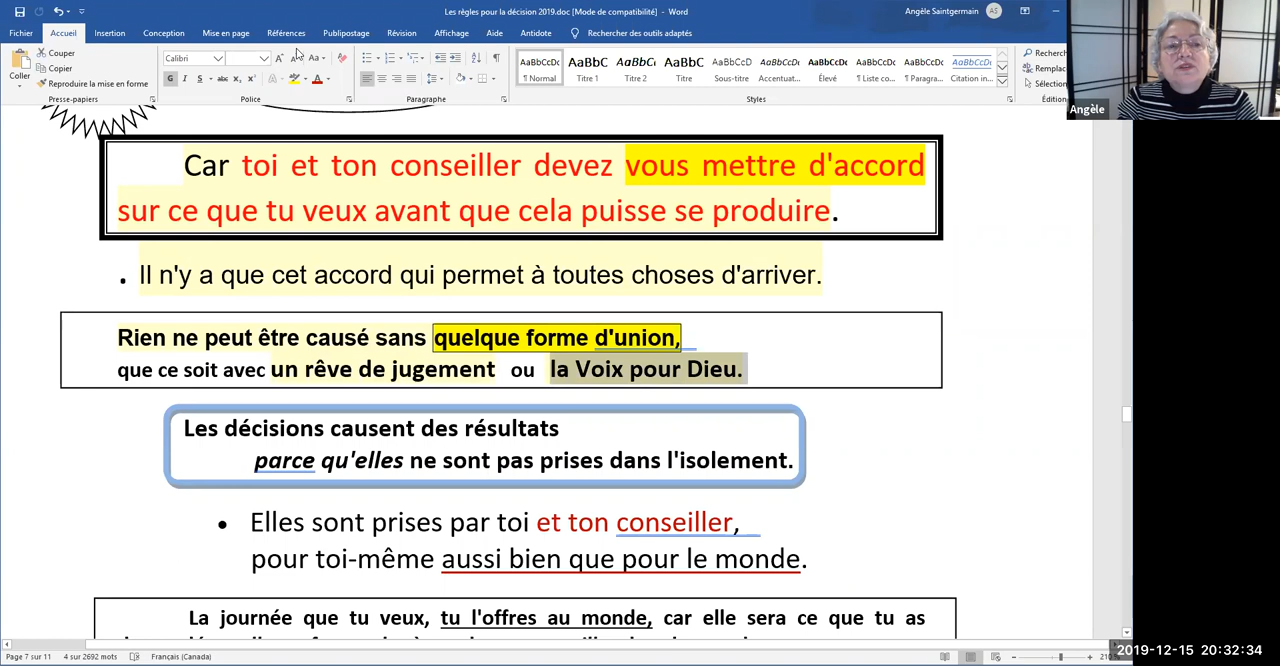 Les règles pour la décision 2019.doc [Mode de compatibilité] - Word
Angèle Saintgermain AS
Fichier Accueil Insertion Conception Mise en page Références Publipostage Révision Affichage Aide Antidote Rechercher des outils adaptés
Coller
Couper
Copier
Reproduire la mise en forme
Presse-papiers
Calibri
G I S abc x₂ x²
Police
Paragraphe
AaBbCcDc AaBbC AaBbCc AaBbC AaBbCcD AaBbCcDc AaBbCcDc AaBbCcDc AaBbCcDc AaBbCcDc
¶ Normal Titre 1 Titre 2 Titre Sous-titre Accentuat... Élevé ¶ Liste co... ¶ Paragra... Citation in...
Styles
Recherc
Remplac
Sélection
Édition
Angèle
Car toi et ton conseiller devez vous mettre d'accord
sur ce que tu veux avant que cela puisse se produire.
. Il n'y a que cet accord qui permet à toutes choses d'arriver.
Rien ne peut être causé sans quelque forme d'union,
que ce soit avec un rêve de jugement ou la Voix pour Dieu.
Les décisions causent des résultats
parce qu'elles ne sont pas prises dans l'isolement.
• Elles sont prises par toi et ton conseiller,
pour toi-même aussi bien que pour le monde.
La journée que tu veux, tu l'offres au monde, car elle sera ce que tu as
Page 7 sur 11 4 sur 2692 mots Français (Canada)
2019-12-15 20:32:34